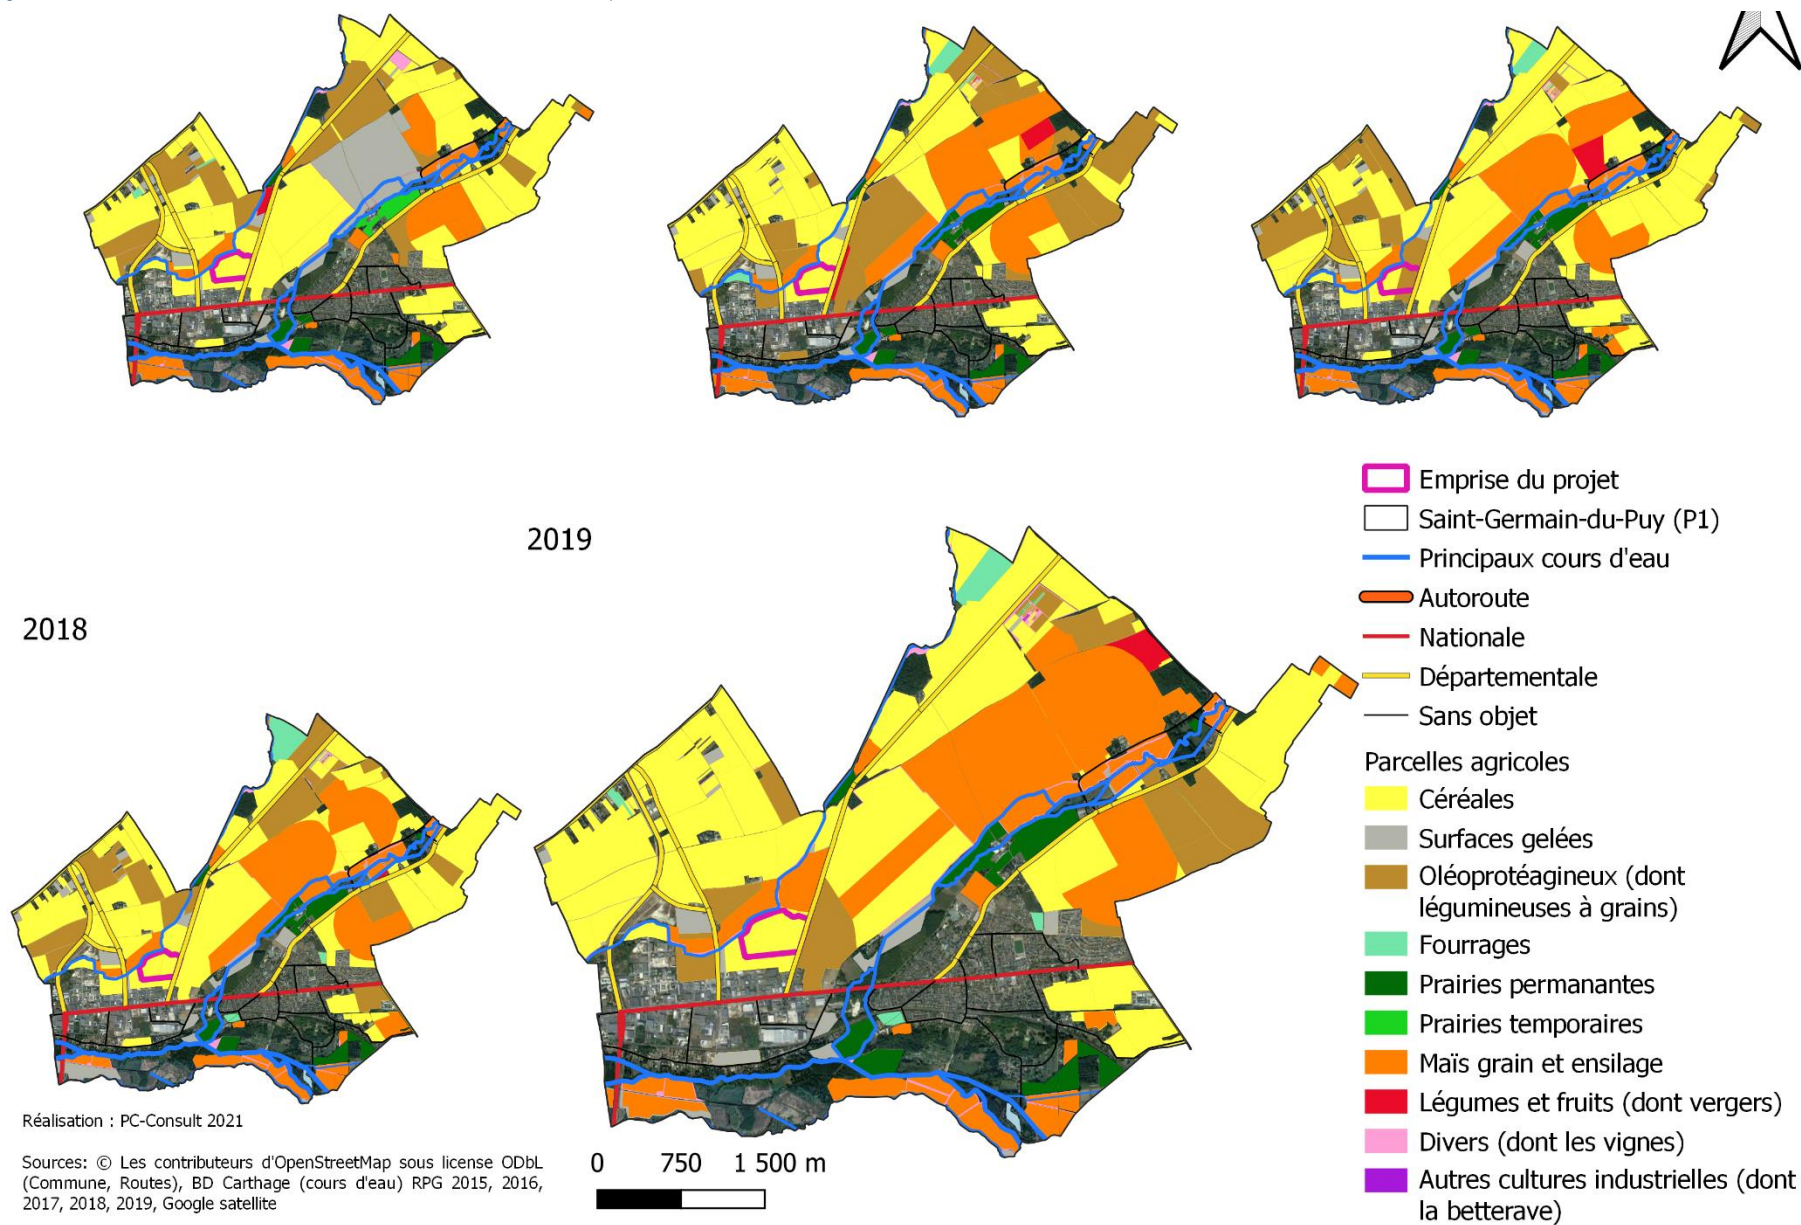 Emprise du projet
Saint-Germain-du-Puy (P1)
Principaux cours d'eau
Autoroute
Nationale
Départementale
Sans objet
Parcelles agricoles
Céréales
Surfaces gelées
Oléoprotéagineux (dont
légumineuses à grains)
Fourrages
Prairies permanantes
Prairies temporaires
Maïs grain et ensilage
Légumes et fruits (dont vergers)
Divers (dont les vignes)
Autres cultures industrielles (dont
la betterave)
2019
2018
Réalisation : PC-Consult 2021
Sources: © Les contributeurs d'OpenStreetMap sous license ODbL
(Commune, Routes), BD Carthage (cours d'eau) RPG 2015, 2016,
2017, 2018, 2019, Google satellite
0 750 1 500 m